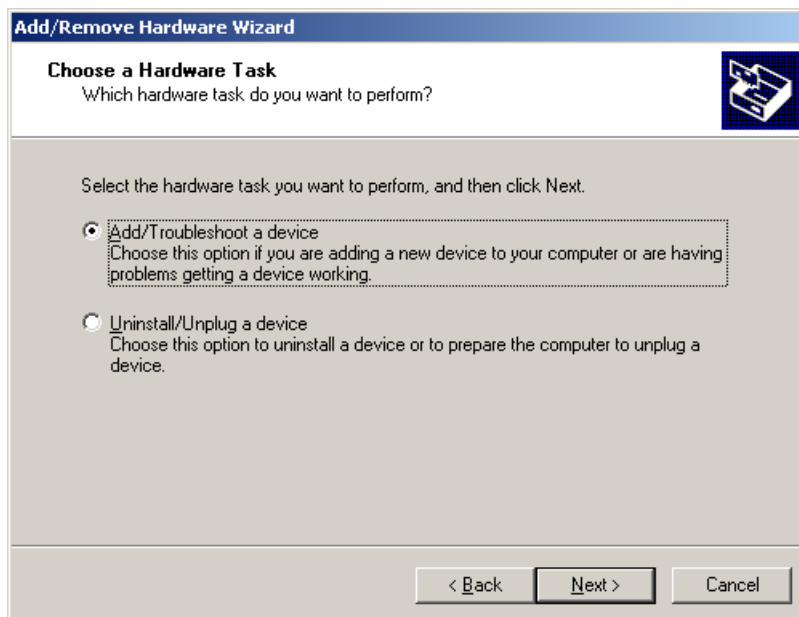 Add/Remove Hardware Wizard
Choose a Hardware Task
Which hardware task do you want to perform?
Select the hardware task you want to perform, and then click Next.
Add/Troubleshoot a device
Choose this option if you are adding a new device to your computer or are having
problems getting a device working.
Uninstall/Unplug a device
Choose this option to uninstall a device or to prepare the computer to unplug a
device.
< Back
Next >
Cancel